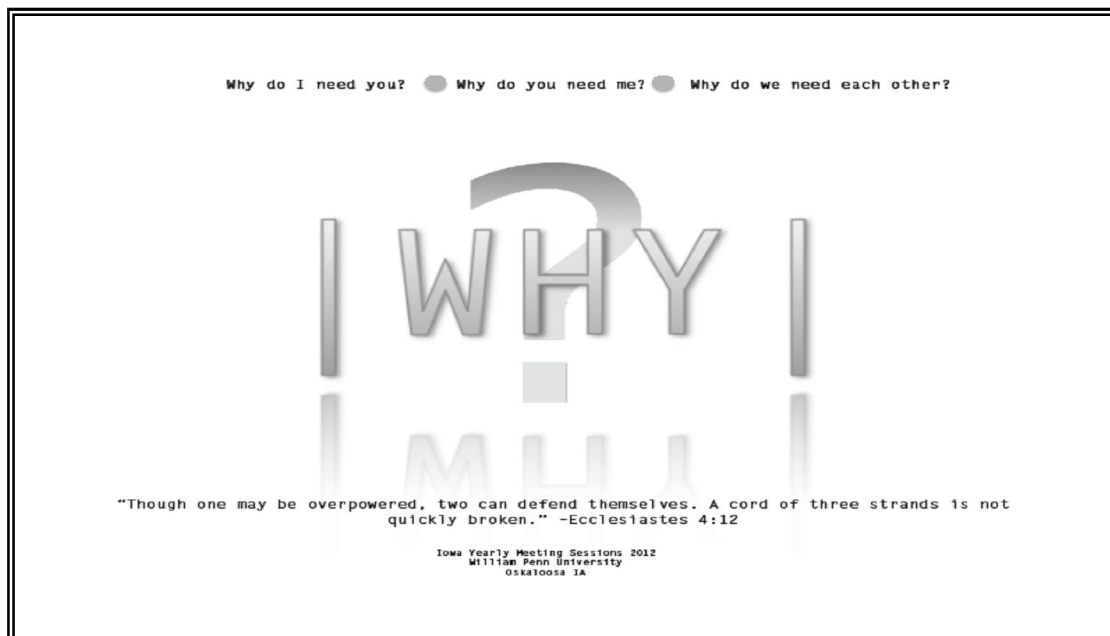 Why do I need you? Why do you need me? Why do we need each other?
?
| WHY |
“Though one may be overpowered, two can defend themselves. A cord of three strands is not
quickly broken.” -Ecclesiastes 4:12
Iowa Yearly Meeting Sessions 2012
William Penn University
Oskaloosa IA